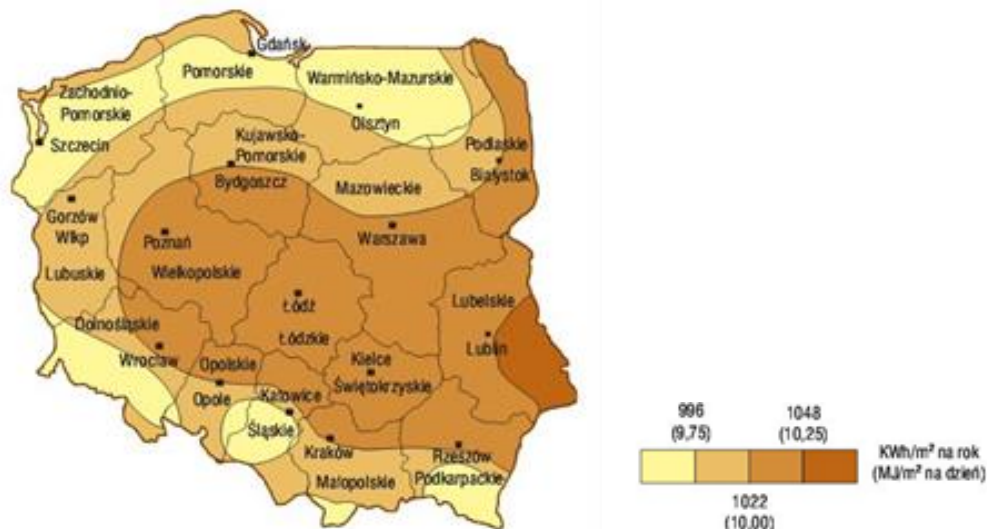 Gdańsk
Pomorskie
Warmińsko-Mazurskie
Zachodnio-
Pomorskie
Olsztyn
Szczecin
Kujawsko-
Pomorskie
Podlaskie
Bydgoszcz
Mazowieckie
Białystok
Gorzów
Wlkp
Poznań
Warszawa
Wielkopolskie
Lubuskie
Łódź
Lubelskie
Dolnośląskie
Łódzkie
Lublin
Wrocław
Opolskie
Kielce
Świętokrzyskie
Opole
Katowice
Śląskie
Kraków
Rzeszów
Małopolskie
Podkarpackie
996
(9,75)
1048
(10,25)
KWh/m² na rok
(MJ/m² na dzień)
1022
(10,00)